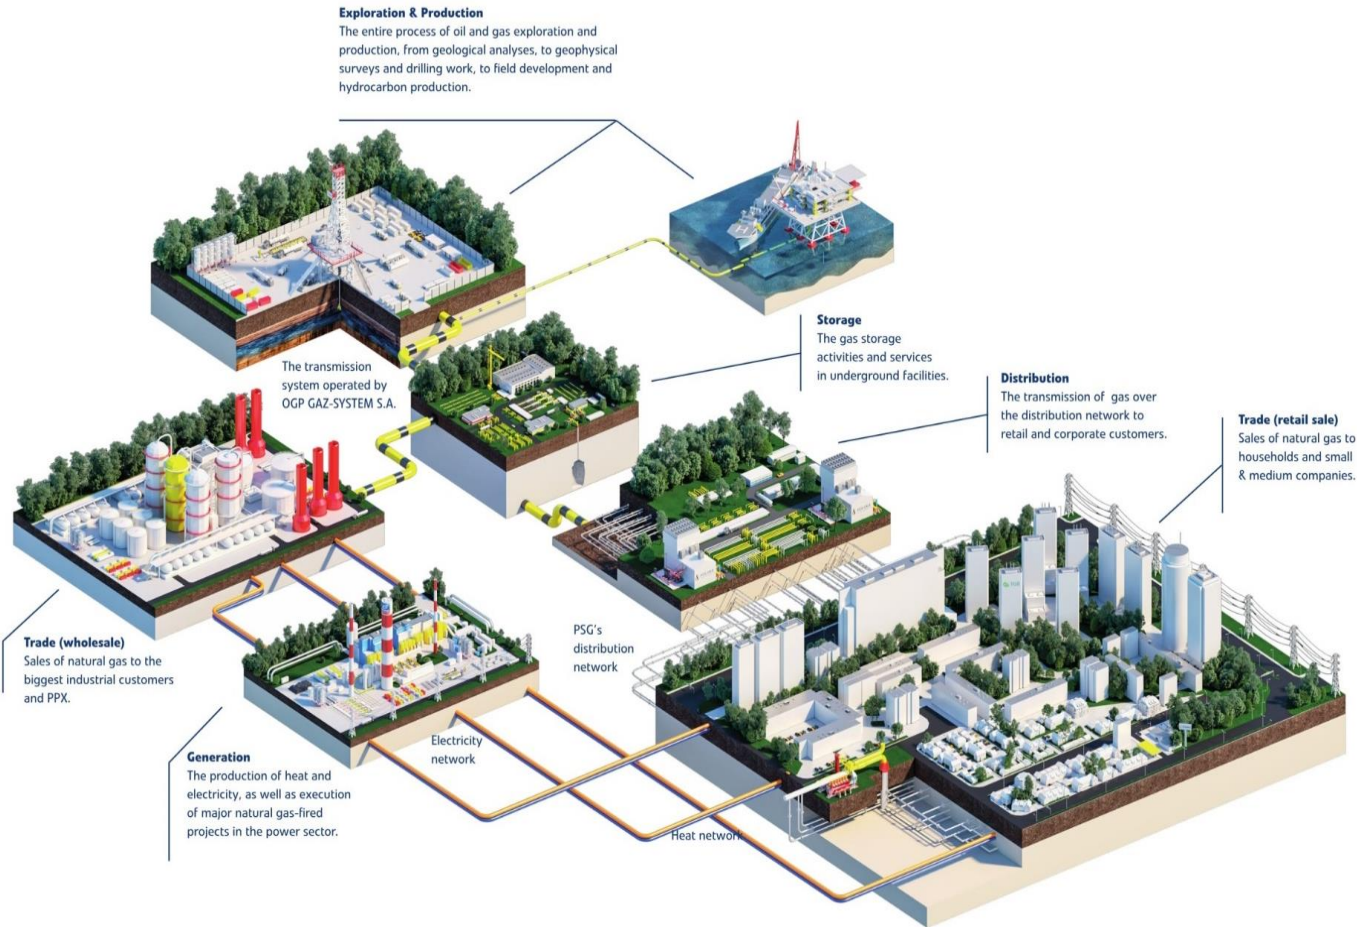 Exploration & Production
The entire process of oil and gas exploration and
production, from geological analyses, to geophysical
surveys and drilling work, to field development and
hydrocarbon production.
Storage
The gas storage
activities and services
in underground facilities.
The transmission
system operated by
OGP GAZ-SYSTEM S.A.
Distribution
The transmission of gas over
the distribution network to
retail and corporate customers.
Trade (retail sale)
Sales of natural gas to
households and small
& medium companies.
Trade (wholesale)
Sales of natural gas to the
biggest industrial customers
and PPX.
PSG's
distribution
network
Generation
The production of heat and
electricity, as well as execution
of major natural gas-fired
projects in the power sector.
Electricity
network
Heat network